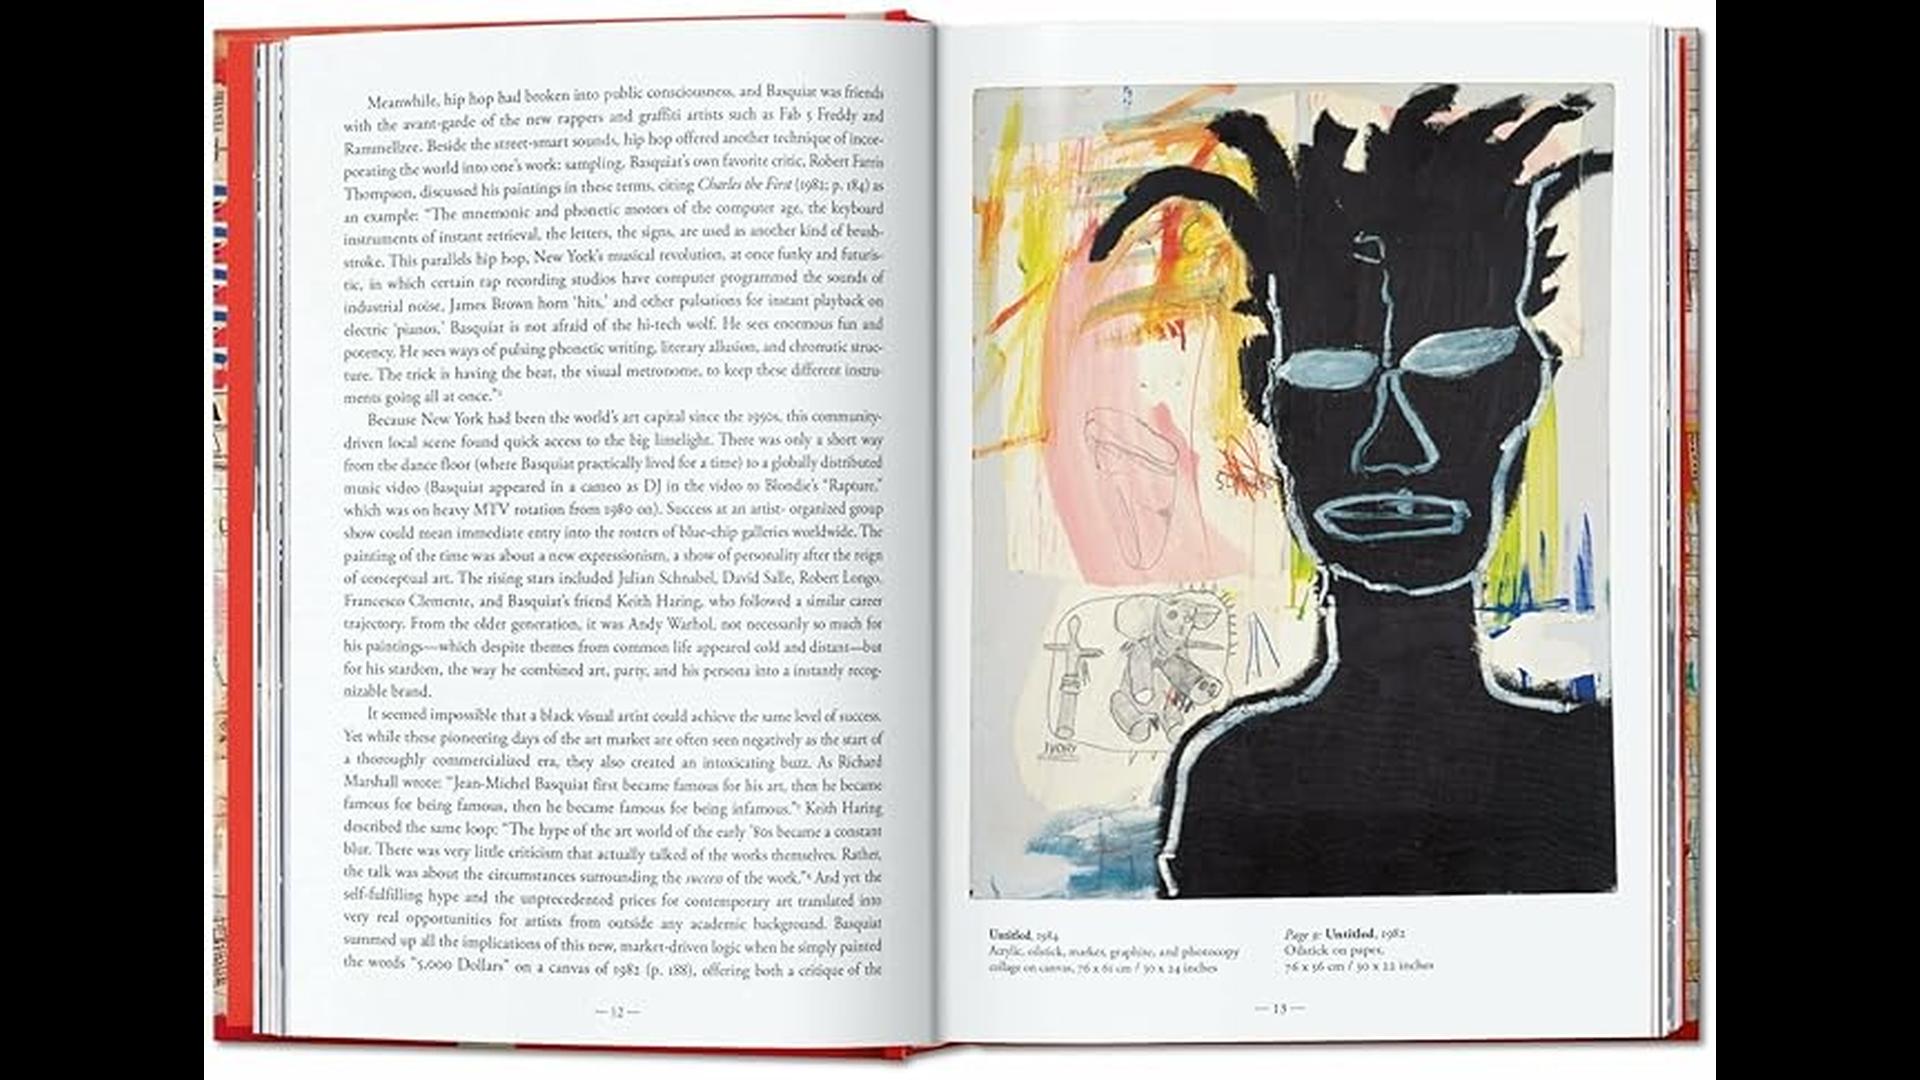 Meanwhile, hip hop had broken into public consciousness, and Basquiat was friends
with the avant-garde of the new rappers and graffiti artists such as Fab 5 Freddy and
Rammellzee. Beside the street-smart sounds, hip hop offered another technique of incor-
porating the world into one's work: sampling. Basquiat's own favorite critic, Robert Farris
Thompson, discussed his paintings in these terms, citing Charles the First (1982; p. 184) as
an example: "The mnemonic and phonetic motors of the computer age, the keyboard
instruments of instant retrieval, the letters, the signs, are used as another kind of brush-
stroke. This parallels hip hop, New York's musical revolution, at once funky and futuris-
tic, in which certain rap recording studios have computer programmed the sounds of
industrial noise, James Brown horn 'hits,' and other pulsations for instant playback on
electric 'pianos.' Basquiat is not afraid of the hi-tech wolf. He sees enormous fun and
potency. He sees ways of pulsing phonetic writing, literary allusion, and chromatic struc-
ture. The trick is having the beat, the visual metronome, to keep these different instru-
ments going all at once."
Because New York had been the world's art capital since the 1950s, this community-
driven local scene found quick access to the big limelight. There was only a short way
from the dance floor (where Basquiat practically lived for a time) to a globally distributed
music video (Basquiat appeared in a cameo as DJ in the video to Blondie's "Rapture,"
which was on heavy MTV rotation from 1980 on). Success at an artist- organized group
show could mean immediate entry into the rosters of blue-chip galleries worldwide. The
painting of the time was about a new expressionism, a show of personality after the reign
of conceptual art. The rising stars included Julian Schnabel, David Salle, Robert Longo,
Francesco Clemente, and Basquiat's friend Keith Haring, who followed a similar career
trajectory. From the older generation, it was Andy Warhol, not necessarily so much for
his paintings—which despite themes from common life appeared cold and distant—but
for his stardom, the way he combined art, party, and his persona into a instantly recog-
nizable brand.
It seemed impossible that a black visual artist could achieve the same level of success.
Yet while these pioneering days of the art market are often seen negatively as the start of
a thoroughly commercialized era, they also created an intoxicating buzz. As Richard
Marshall wrote: "Jean-Michel Basquiat first became famous for his art, then he became
famous for being famous, then he became famous for being infamous." Keith Haring
described the same loop: "The hype of the art world of the early '80s became a constant
blur. There was very little criticism that actually talked of the works themselves. Rather,
the talk was about the circumstances surrounding the success of the work." And yet the
self-fulfilling hype and the unprecedented prices for contemporary art translated into
very real opportunities for artists from outside any academic background. Basquiat
summed up all the implications of this new, market-driven logic when he simply painted
the words "5,000 Dollars" on a canvas of 1982 (p. 188), offering both a critique of the
— 12 —
IVORY
Untitled, 1984
Acrylic, oilstick, marker, graphite, and photocopy
collage on canvas, 76 x 61 cm / 30 x 24 inches
Untitled, 1982
Oilstick on paper,
76 x 56 cm / 30 x 22 inches
— 13 —